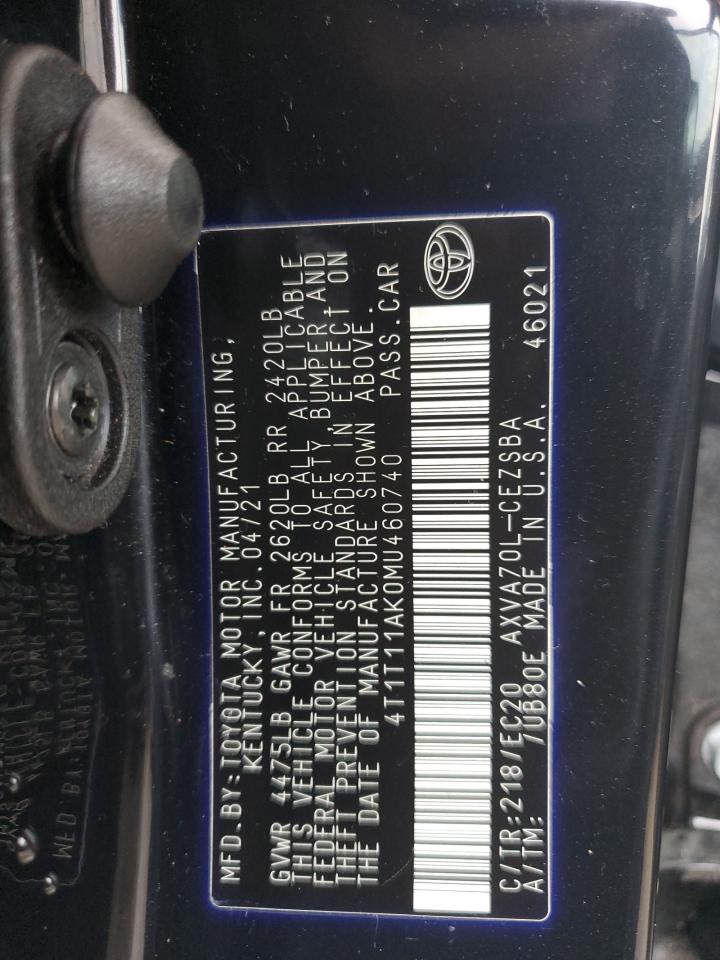 MFD.BY:TOYOTA MOTOR MANUFACTURING,
KENTUCKY,INC.04/21
GVWR 4475LB GAWR FR 2620LB RR 2420LB
THIS VEHICLE CONFORMS TO ALL APPLICABLE
FEDERAL MOTOR VEHICLE SAFETY,BUMPER,AND
THEFT PREVENTION STANDARDS IN EFFECT ON
THE DATE OF MANUFACTURE SHOWN ABOVE.
4T1T11AK0MU460740 PASS.CAR
C/TR:218/EC20 AXVA70L-CEZSBA
A/TM: /UB80E MADE IN U.S.A. 46021